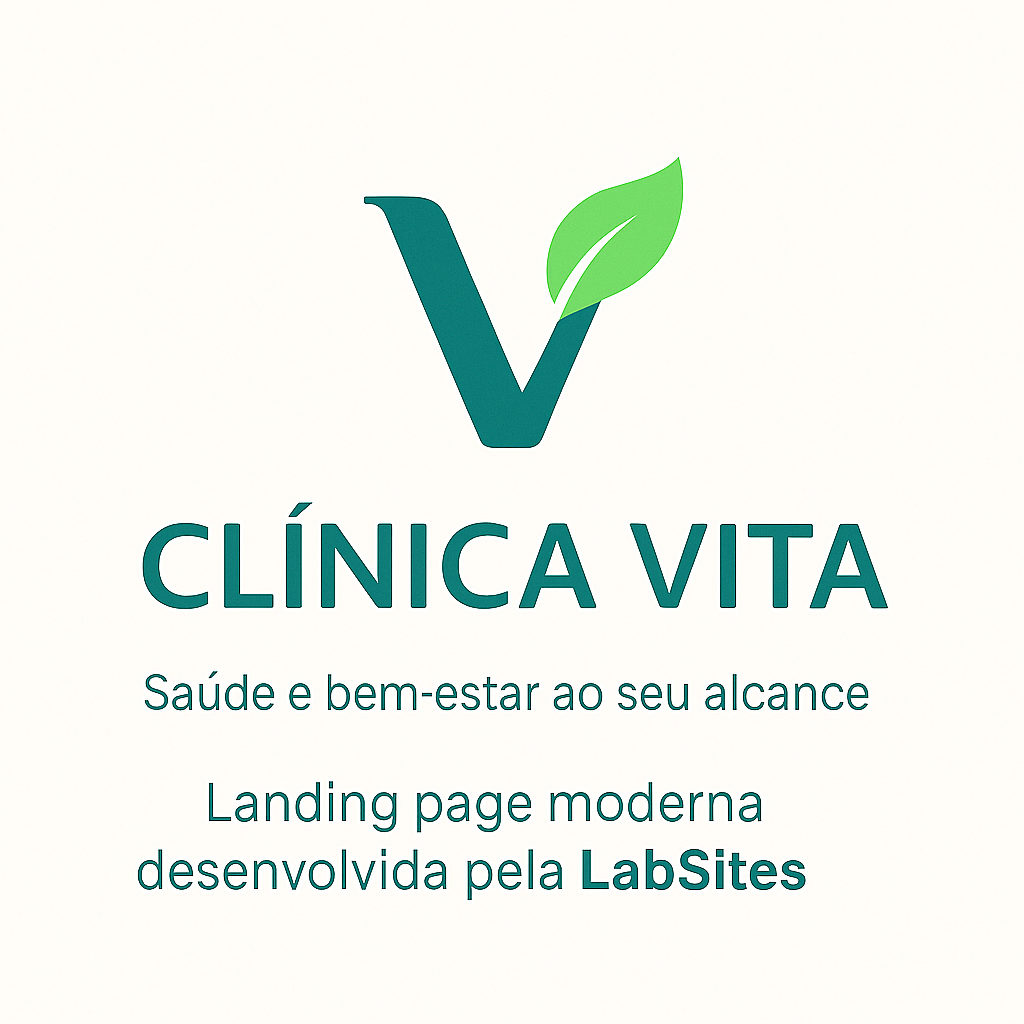 V
CLÍNICA VITA
Saúde e bem-estar ao seu alcance
Landing page moderna
desenvolvida pela LabSites